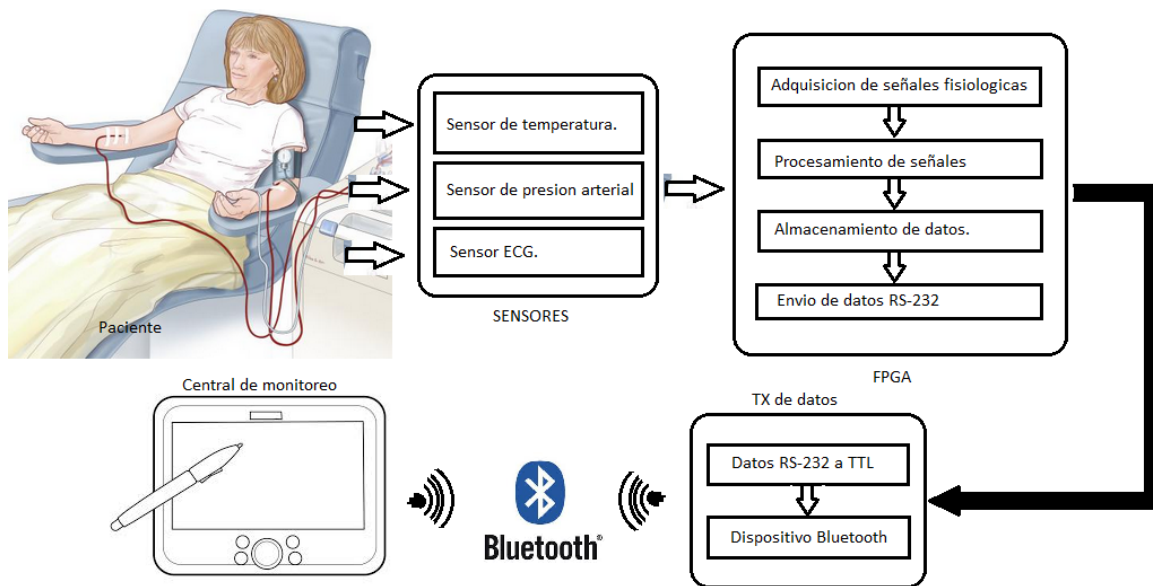 Paciente
Sensor de temperatura.
Sensor de presion arterial
Sensor ECG.
SENSORES
Adquisicion de señales fisiologicas
Procesamiento de señales
Almacenamiento de datos.
Envio de datos RS-232
FPGA
Central de monitoreo
Bluetooth®
TX de datos
Datos RS-232 a TTL
Dispositivo Bluetooth